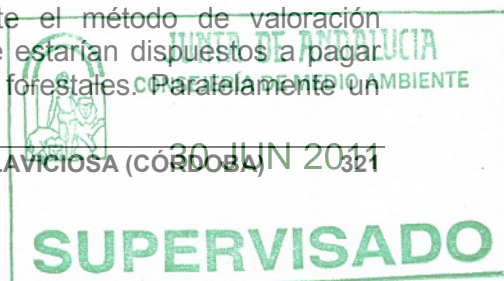 te el método de valoración
e estarían dispuestos a pagar
forestales. Paralelamente un
JUNTA DE ANDALUCIA
CONSEJERÍA DE MEDIO AMBIENTE
LAVICIOSA (CÓRDOBA) 321
30 JUN 2011
SUPERVISADO